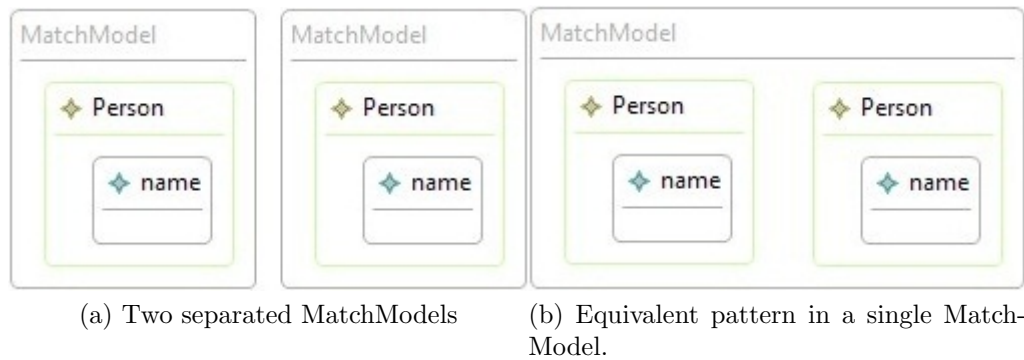 MatchModel
Person
name
MatchModel
Person
name
MatchModel
Person
name
Person
name
(a) Two separated MatchModels
(b) Equivalent pattern in a single Match-
Model.